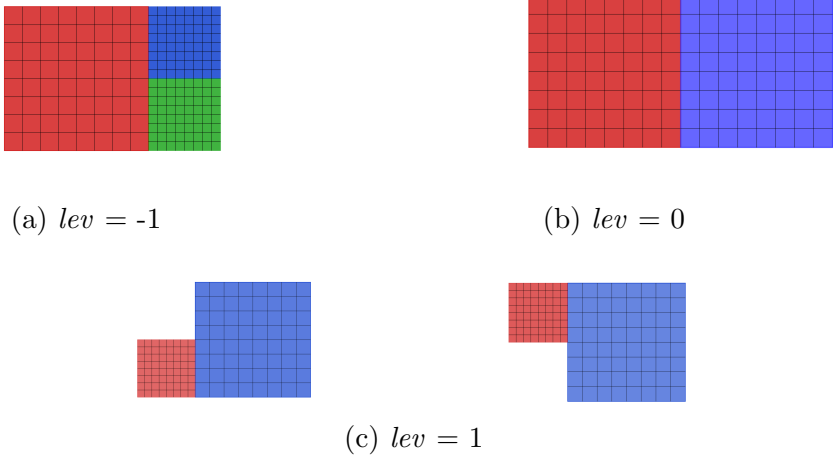 (a) lev = -1
(b) lev = 0
(c) lev = 1